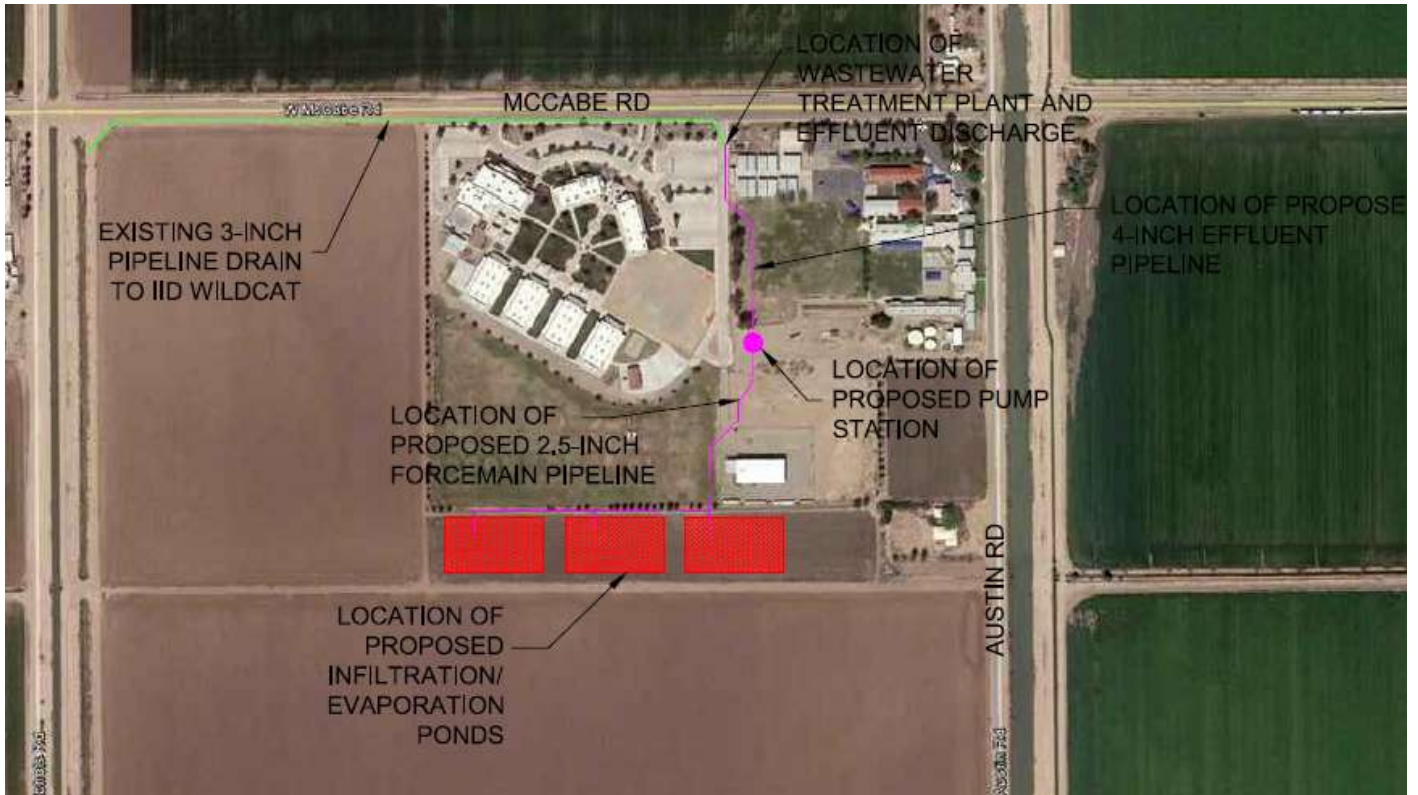 LOCATION OF
WASTEWATER
TREATMENT PLANT AND
EFFLUENT DISCHARGE
W McCabe Rd
MCCABE RD
EXISTING 3-INCH
PIPELINE DRAIN
TO IID WILDCAT
LOCATION OF PROPOSE
4-INCH EFFLUENT
PIPELINE
LOCATION OF
PROPOSED PUMP
STATION
LOCATION OF
PROPOSED 2.5-INCH
FORCEMAIN PIPELINE
LOCATION OF
PROPOSED
INFILTRATION/
EVAPORATION
PONDS
AUSTIN RD
Austin Rd